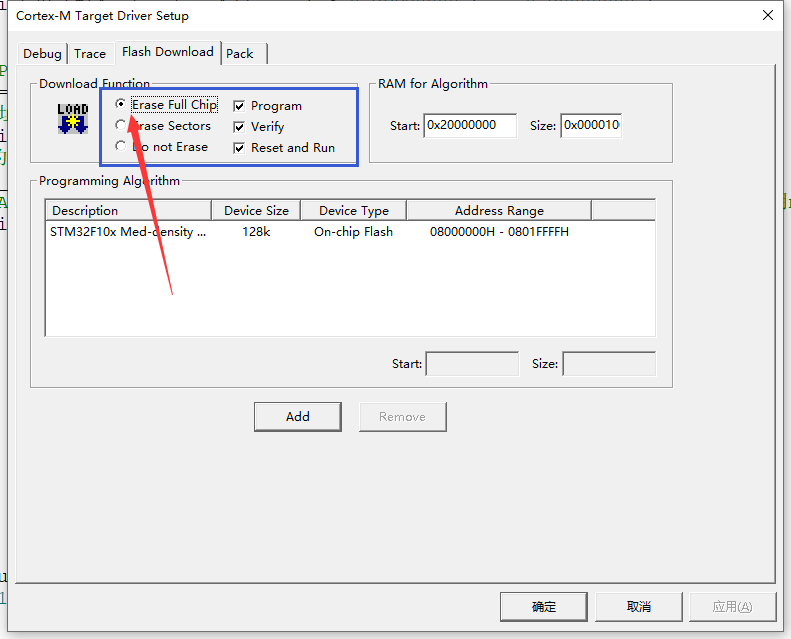 Cortex-M Target Driver Setup
Debug Trace Flash Download Pack
Download Function
LOAD
Erase Full Chip
Erase Sectors
Do not Erase
Program
Verify
Reset and Run
RAM for Algorithm
Start: 0x20000000 Size: 0x000010
Programming Algorithm
Description Device Size Device Type Address Range
STM32F10x Med-density ... 128k On-chip Flash 08000000H - 0801FFFFH
Start: Size:
Add Remove
确定 取消 应用(A)